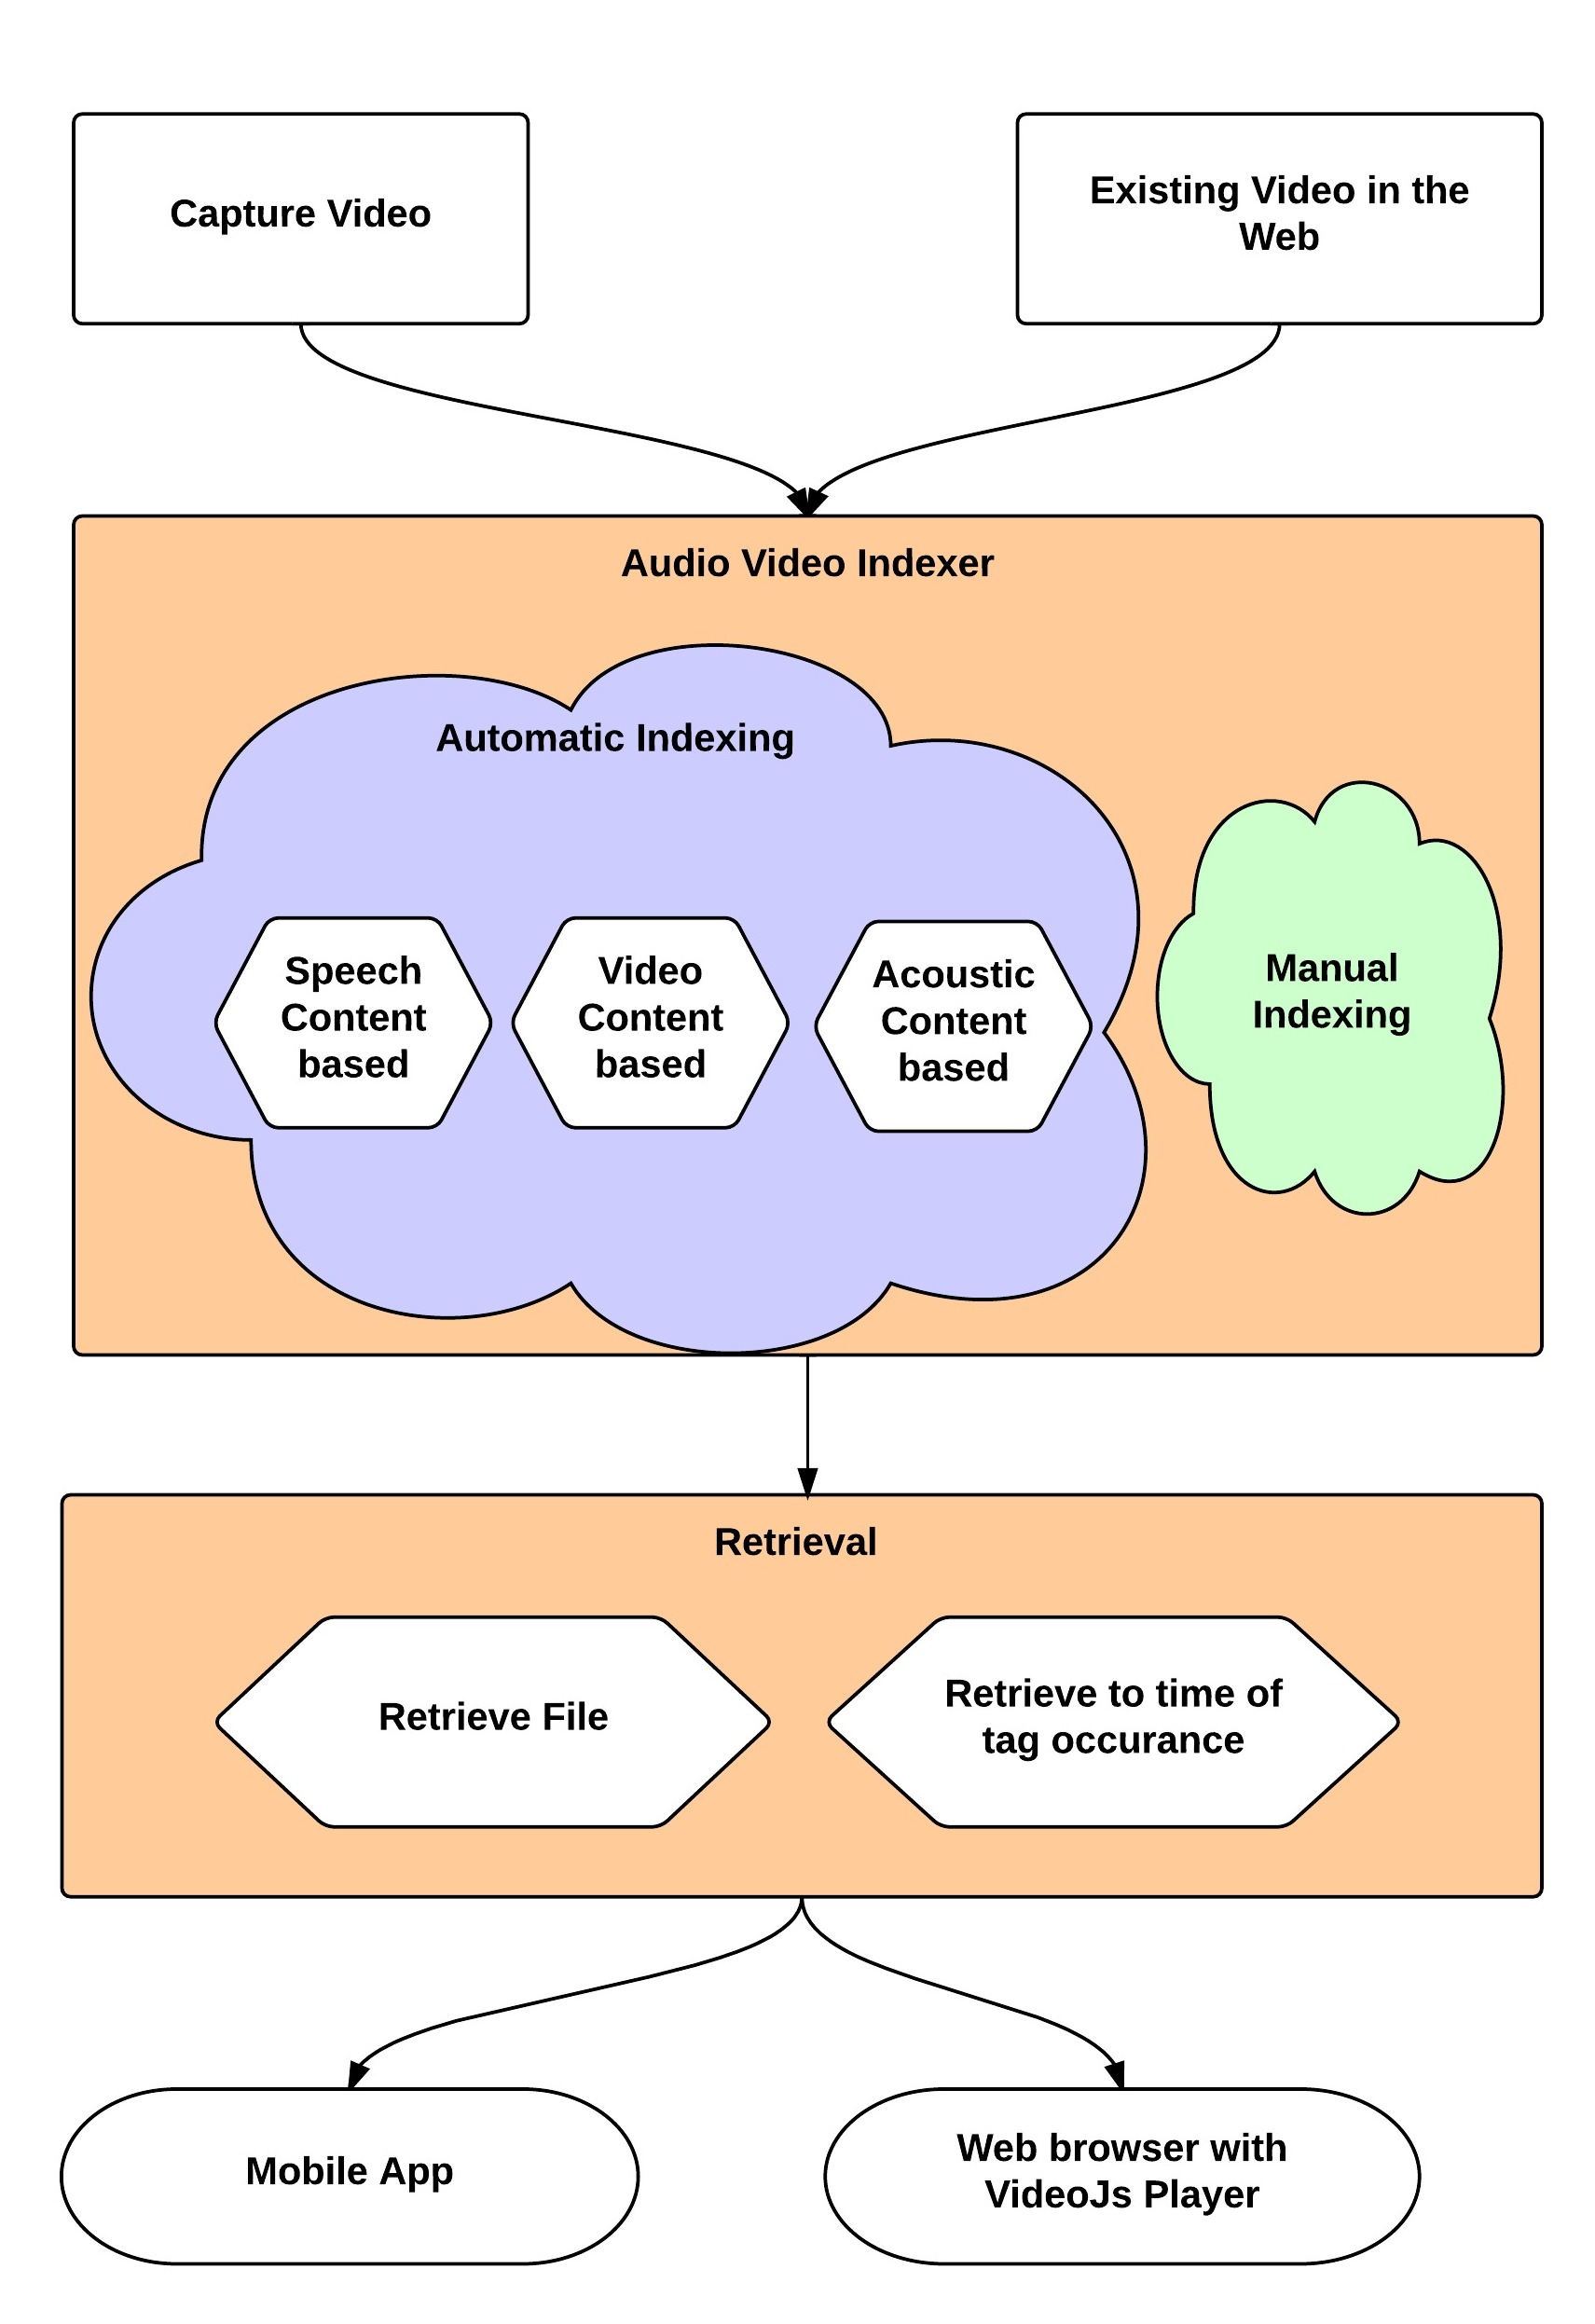 Capture Video
Existing Video in the
Web
Audio Video Indexer
Automatic Indexing
Speech
Content
based
Video
Content
based
Acoustic
Content
based
Manual
Indexing
Retrieval
Retrieve File
Retrieve to time of
tag occurance
Mobile App
Web browser with
VideoJs Player